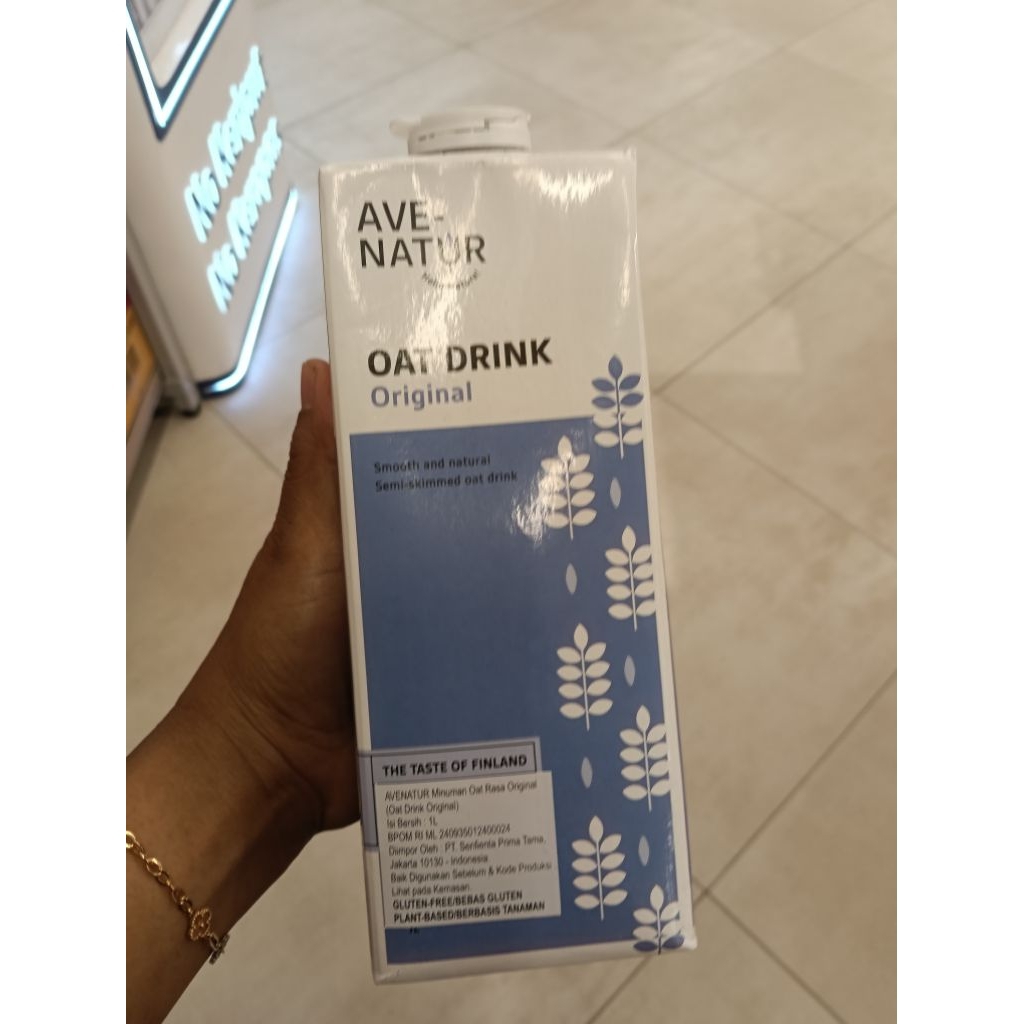 AVE-
NATUR
OAT DRINK
Original
Smooth and natural
Semi-skimmed oat drink
THE TASTE OF FINLAND
AVENATUR Minuman Oat Rasa Original
(Oat Drink Original)
Isi Bersih : 1L
BPOM RI ML 240935012400024
Diimpor Oleh : PT. Senfienta Prima Tama,
Jakarta 10130 - Indonesia
Baik Digunakan Sebelum & Kode Produksi
Lihat pada Kemasan
GLUTEN-FREE/BEBAS GLUTEN
PLANT-BASED/BERBASIS TANAMAN